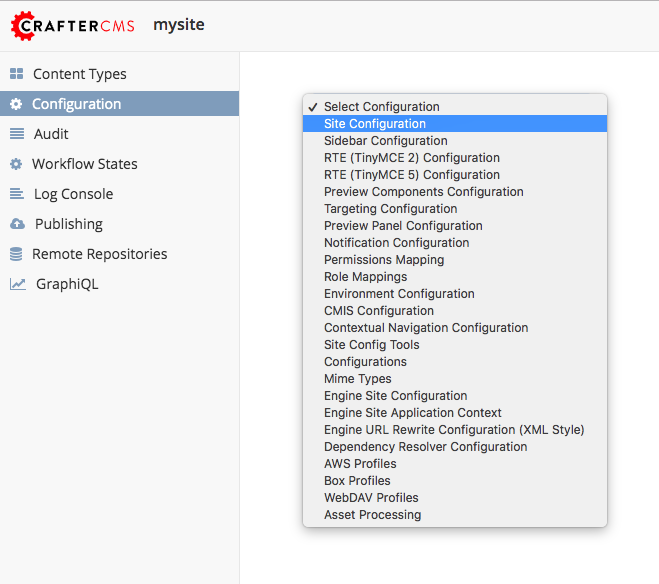 CRAFTERCMS mysite
Content Types
Configuration
Audit
Workflow States
Log Console
Publishing
Remote Repositories
GraphiQL
✓ Select Configuration
Site Configuration
Sidebar Configuration
RTE (TinyMCE 2) Configuration
RTE (TinyMCE 5) Configuration
Preview Components Configuration
Targeting Configuration
Preview Panel Configuration
Notification Configuration
Permissions Mapping
Role Mappings
Environment Configuration
CMIS Configuration
Contextual Navigation Configuration
Site Config Tools
Configurations
Mime Types
Engine Site Configuration
Engine Site Application Context
Engine URL Rewrite Configuration (XML Style)
Dependency Resolver Configuration
AWS Profiles
Box Profiles
WebDAV Profiles
Asset Processing